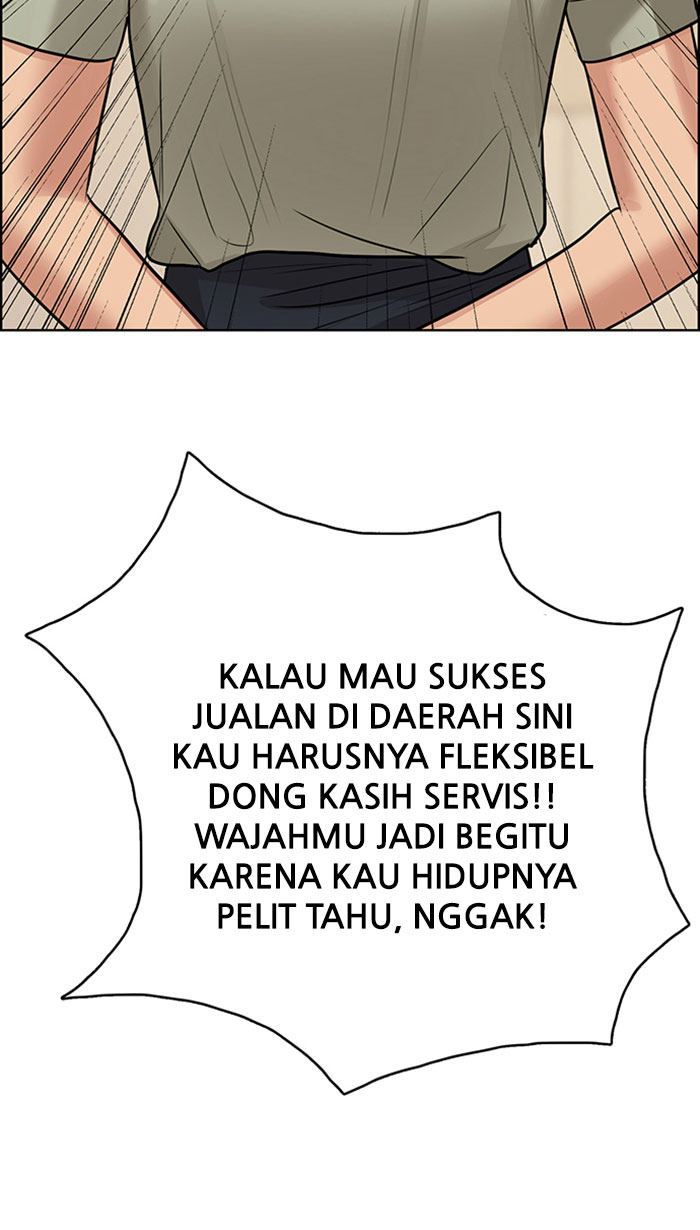 KALAU MAU SUKSES
JUALAN DI DAERAH SINI
KAU HARUSNYA FLEKSIBEL
DONG KASIH SERVIS!!
WAJAHMU JADI BEGITU
KARENA KAU HIDUPNYA
PELIT TAHU, NGGAK!